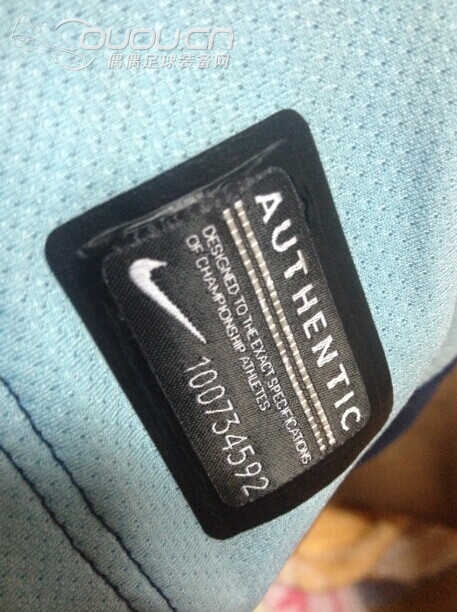 OUOU.CN
偶偶足球装备网
AUTHENTIC
DESIGNED TO THE EXACT SPECIFICATIONS
OF CHAMPIONSHIP ATHLETES
100734592